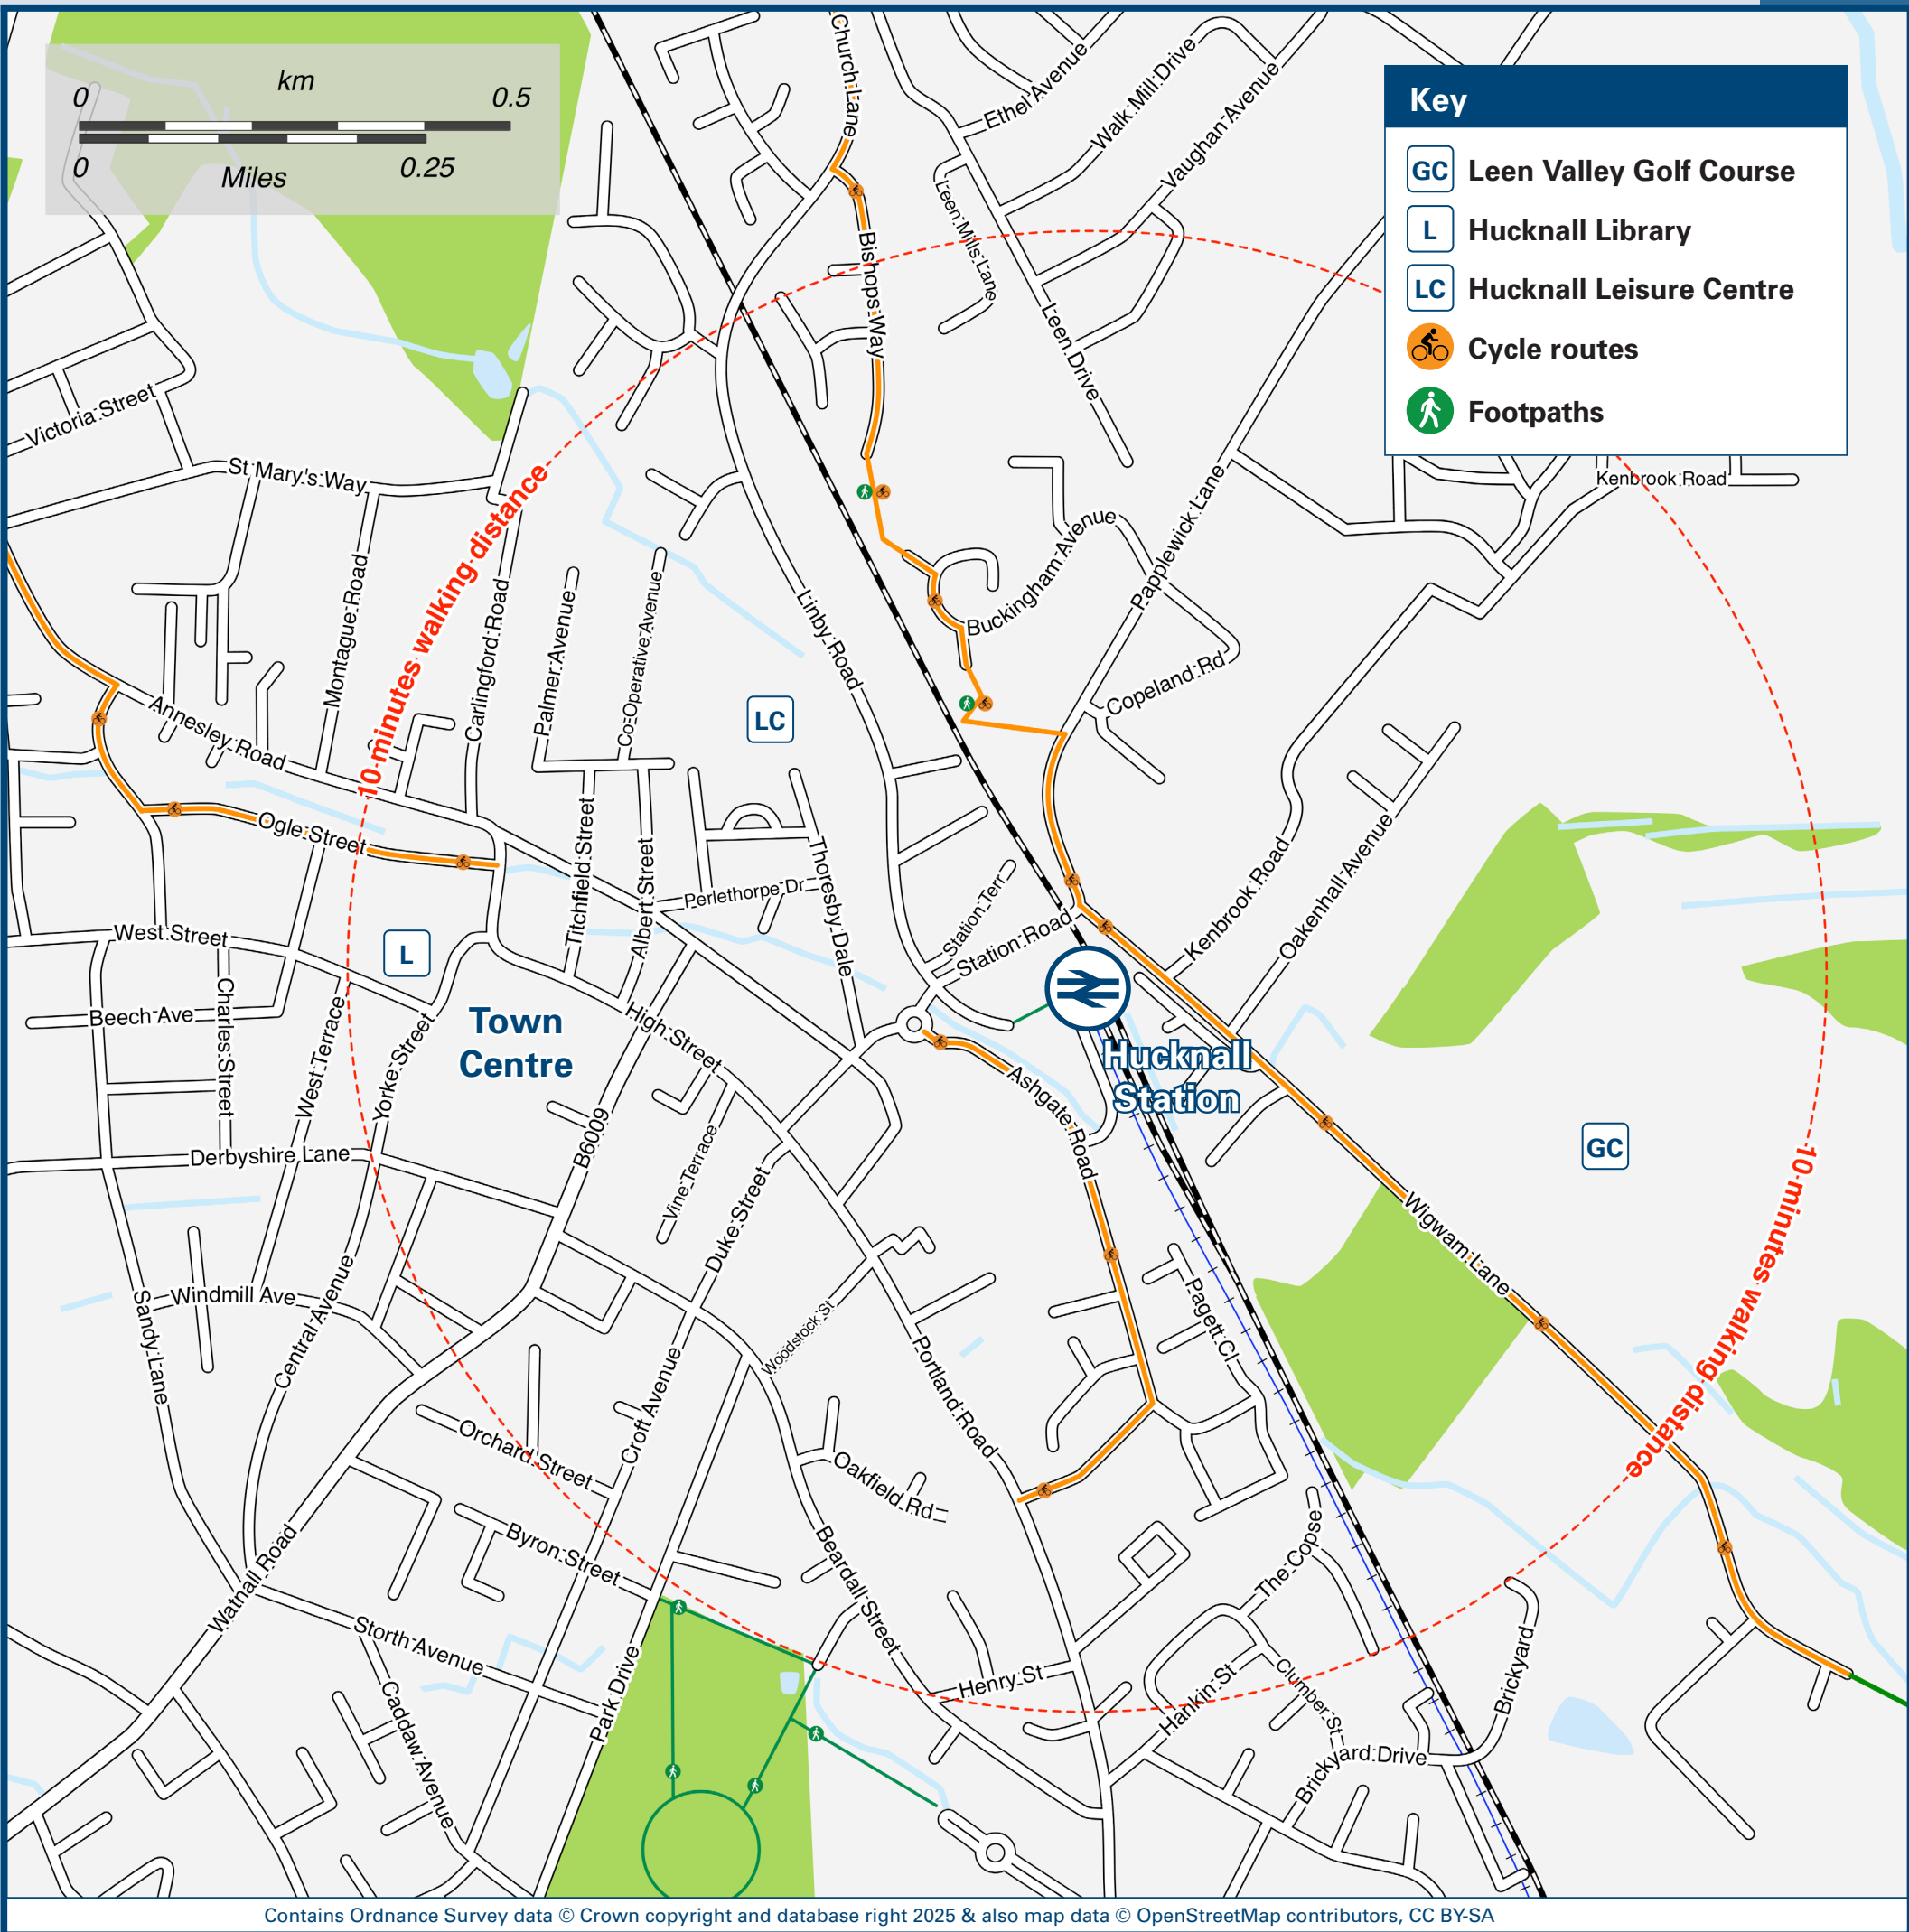 km
0
0.5
0
Miles
0.25
Key
GC Leen Valley Golf Course
L Hucknall Library
LC Hucknall Leisure Centre
Cycle routes
Footpaths
Church Lane
Ethel Avenue
Walk Mill Drive
Vaughan Avenue
Leen Mills Lane
Bishops Way
Leen Drive
Victoria Street
St Mary's Way
Kenbrook Road
10 minutes walking distance
Papplewick Lane
Buckingham Avenue
Montague Road
Carlingford Road
Palmer Avenue
Co-Operative Avenue
Linby Road
Copeland Rd
LC
Annesley Road
Ogle Street
Titchfield Street
Albert Street
Perlethorpe Dr
Thoresby Dale
Station Terr
Station Road
Kenbrook Road
Oakenhall Avenue
West Street
L
Beech Ave
Charles Street
West Terrace
Yorke Street
Town
Centre
High Street
Hucknall
Station
Ashgate Road
GC
B6009
Vine Terrace
Derbyshire Lane
Duke Street
Wigwam Lane
10 minutes walking distance
Windmill Ave
Sandy Lane
Central Avenue
Woodstock St
Pagett Cl
Portland Road
Croft Avenue
Orchard Street
Oakfield Rd
Byron Street
Beardall Street
The Copse
Watnall Road
Storth Avenue
Park Drive
Caddaw Avenue
Henry St
Hankin St
Clumber St
Brickyard
Brickyard Drive
Contains Ordnance Survey data © Crown copyright and database right 2025 & also map data © OpenStreetMap contributors, CC BY-SA